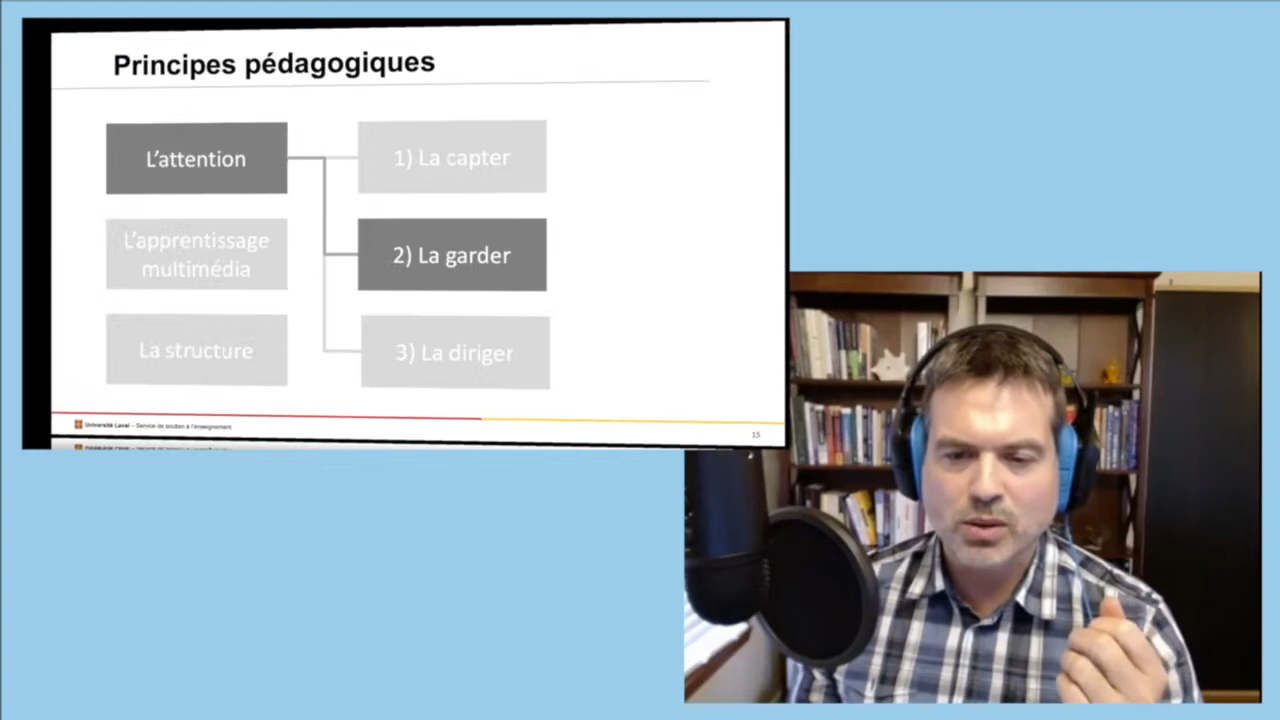 Principes pédagogiques
L'attention
1) La capter
L'apprentissage
multimédia
2) La garder
La structure
3) La diriger
Université Laval – Service de soutien à l'enseignement
15